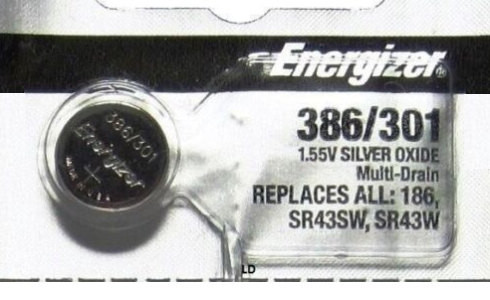 Energizer
386/301
1.55V SILVER OXIDE
Multi-Drain
REPLACES ALL: 186,
SR43SW, SR43W
386/301
Energizer
+
LD